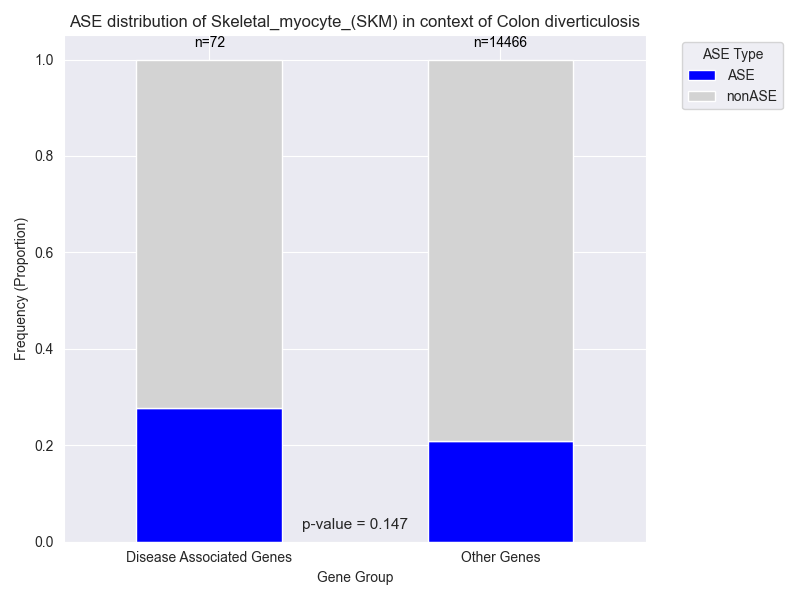 ASE distribution of Skeletal_myocyte_(SKM) in context of Colon diverticulosis
n=72
n=14466
ASE Type
ASE
nonASE
1.0
0.8
0.6
0.4
0.2
0.0
Frequency (Proportion)
p-value = 0.147
Disease Associated Genes
Other Genes
Gene Group